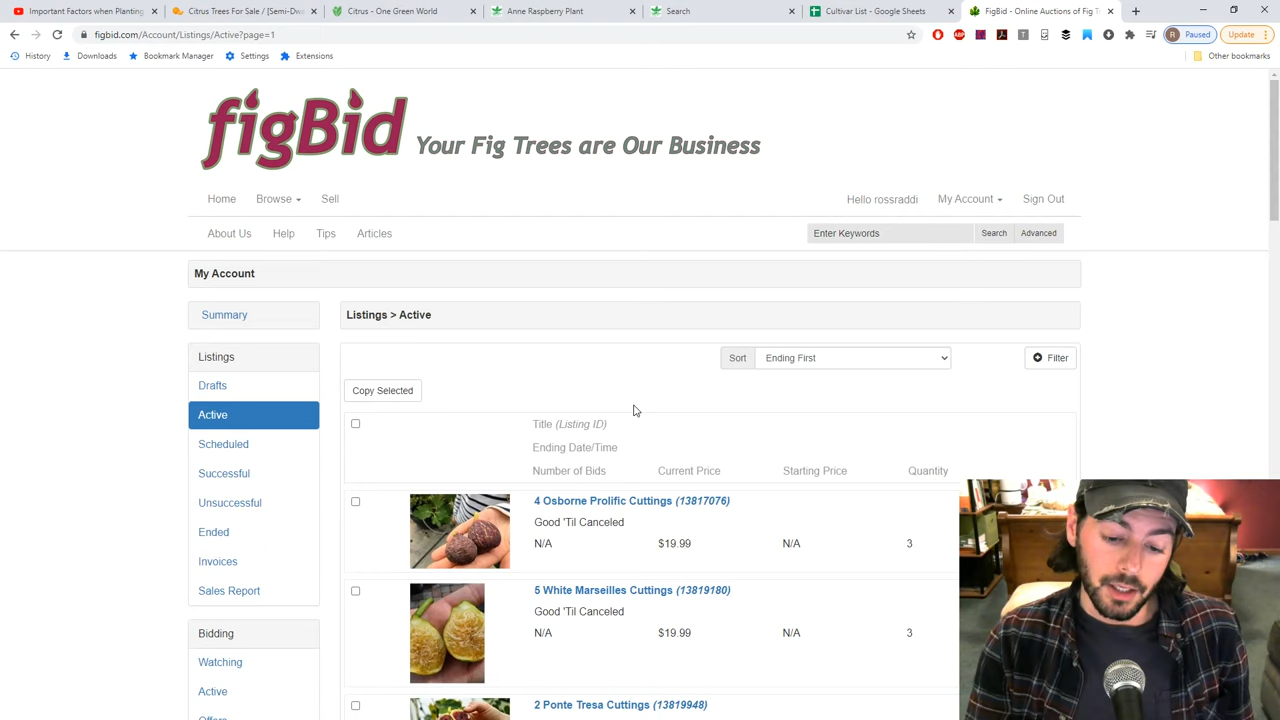 Important Factors when Planting
Citrus Trees For Sale / (Semi-Dw
Citrus - One Green World
Anne Raspberry Plant
Search
Cultivar List - Google Sheets
FigBid - Online Auctions of Fig T
figbid.com/Account/Listings/Active?page=1
ABP
T
R Paused
Update
History
Downloads
Bookmark Manager
Settings
Extensions
Other bookmarks
figBid Your Fig Trees are Our Business
Home Browse Sell
Hello rossraddi My Account Sign Out
About Us Help Tips Articles
Enter Keywords Search Advanced
My Account
Summary
Listings > Active
Listings
Drafts
Active
Scheduled
Successful
Unsuccessful
Ended
Invoices
Sales Report
Bidding
Watching
Active
Offers
Sort Ending First Filter
Copy Selected
Title (Listing ID)
Ending Date/Time
Number of Bids Current Price Starting Price Quantity
4 Osborne Prolific Cuttings (13817076)
Good 'Til Canceled
N/A $19.99 N/A 3
5 White Marseilles Cuttings (13819180)
Good 'Til Canceled
N/A $19.99 N/A 3
2 Ponte Tresa Cuttings (13819948)